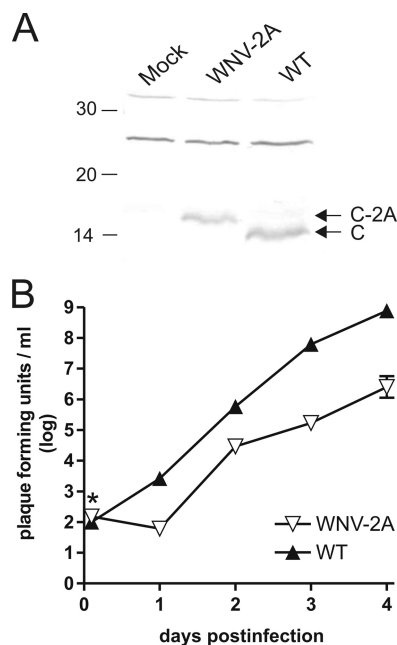 A
Mock
WNV-2A
WT
30
20
14
C-2A
C
B
plaque forming units / ml
(log)
9
8
7
6
5
4
3
2
1
0
*
WNV-2A
WT
0 1 2 3 4
days postinfection